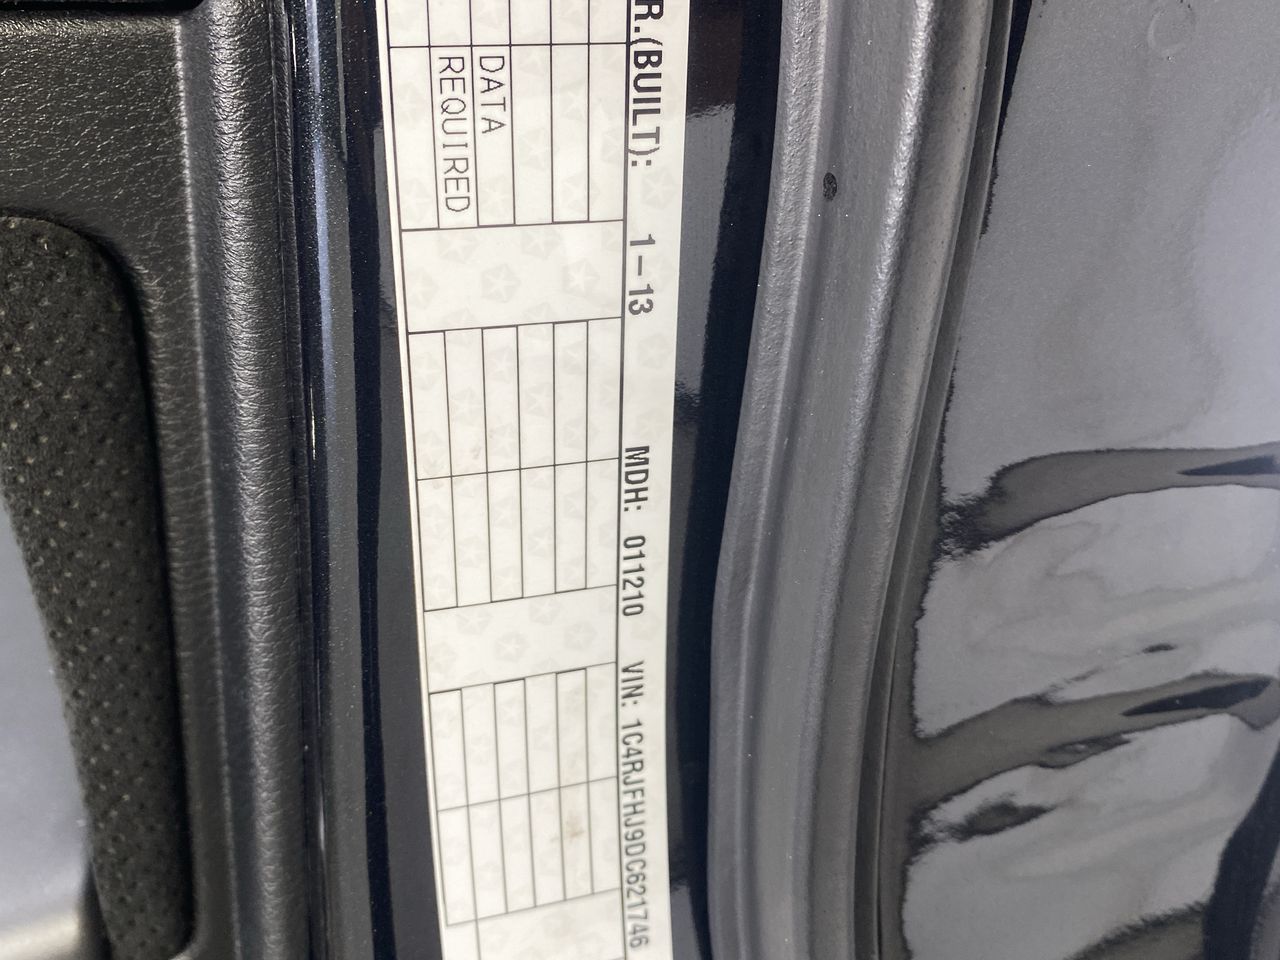 R.(BUILT): 1-13 MDH: 011210 VIN: 1C4RJFHJ9DC621746
DATA
REQUIRED